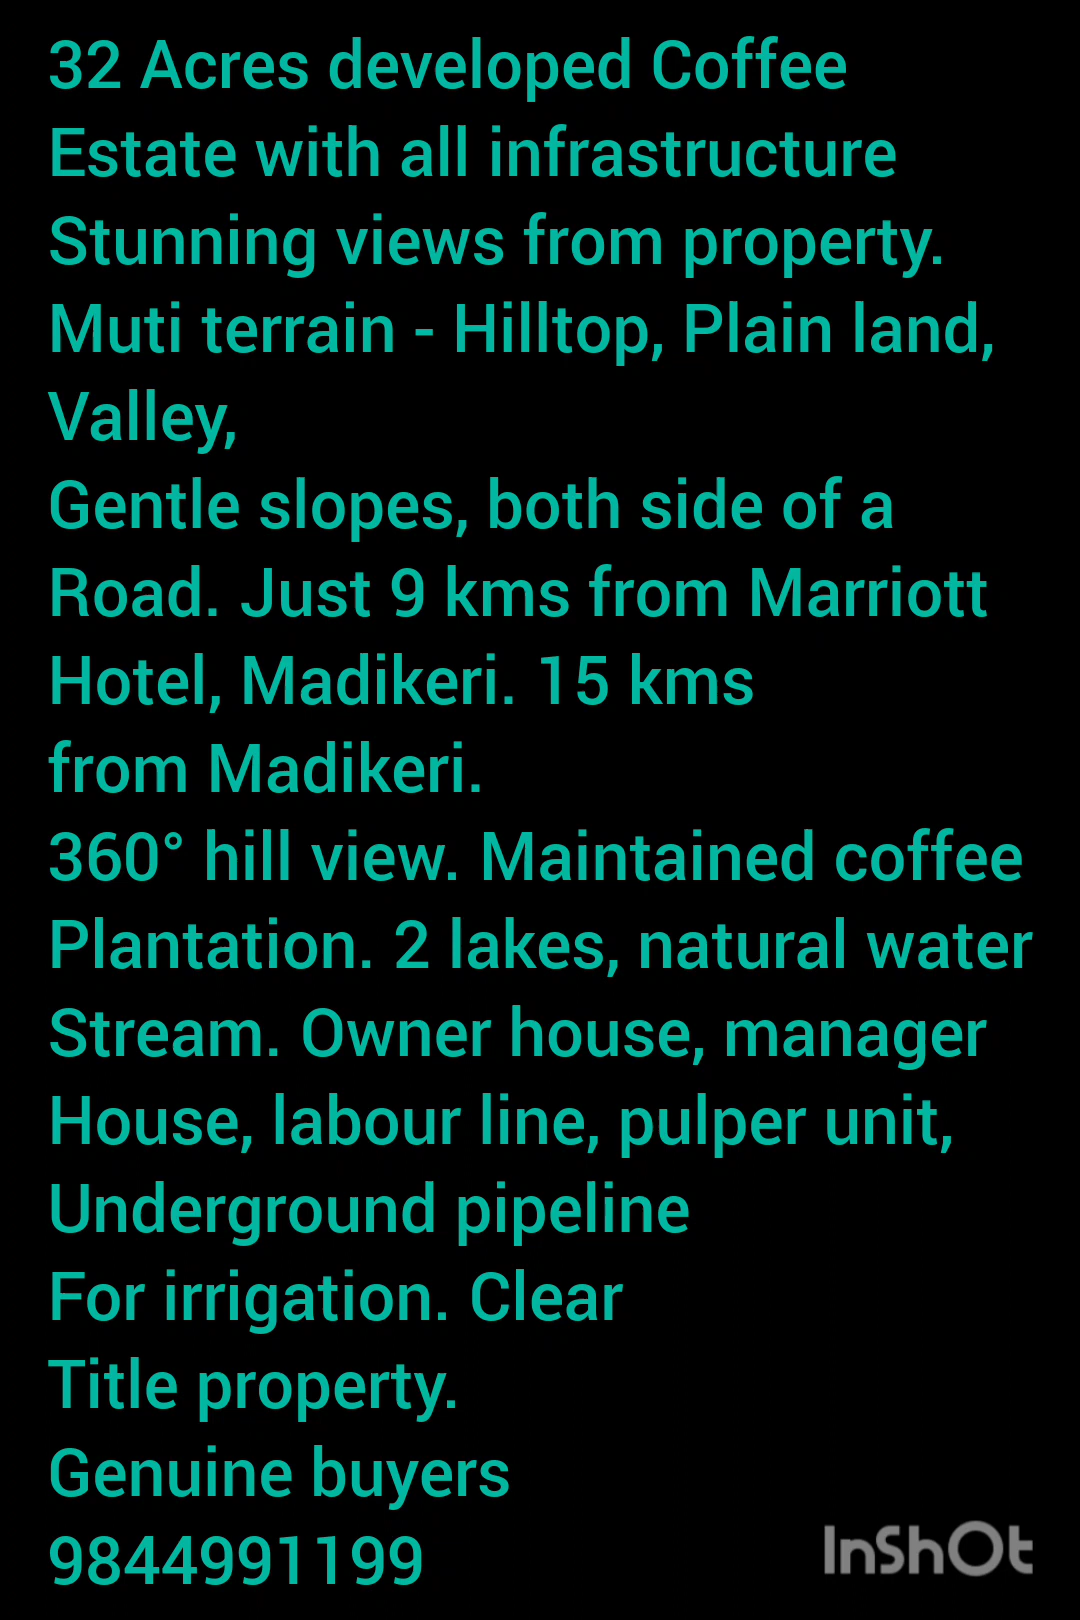 32 Acres developed Coffee
Estate with all infrastructure
Stunning views from property.
Muti terrain - Hilltop, Plain land,
Valley,
Gentle slopes, both side of a
Road. Just 9 kms from Marriott
Hotel, Madikeri. 15 kms
from Madikeri.
360° hill view. Maintained coffee
Plantation. 2 lakes, natural water
Stream. Owner house, manager
House, labour line, pulper unit,
Underground pipeline
For irrigation. Clear
Title property.
Genuine buyers
9844991199
InShOt